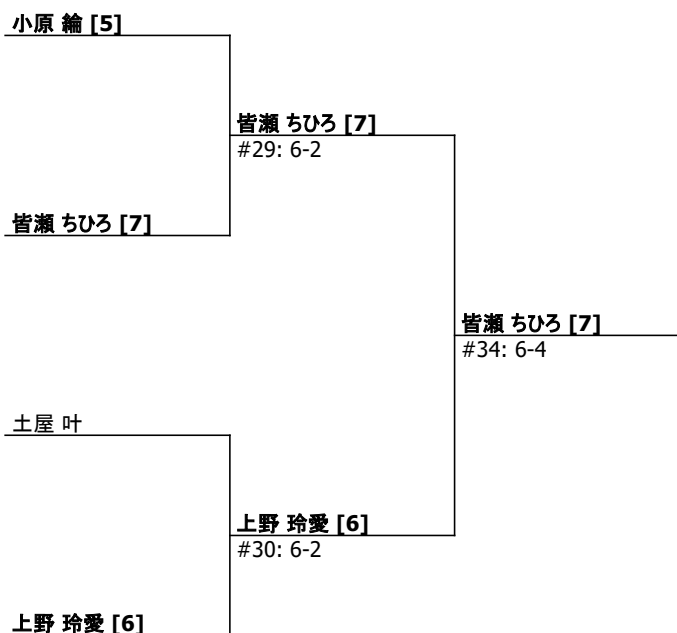 小原 綸 [5]
皆瀬 ちひろ [7]
#29: 6-2
皆瀬 ちひろ [7]
皆瀬 ちひろ [7]
#34: 6-4
土屋 叶
上野 玲愛 [6]
#30: 6-2
上野 玲愛 [6]